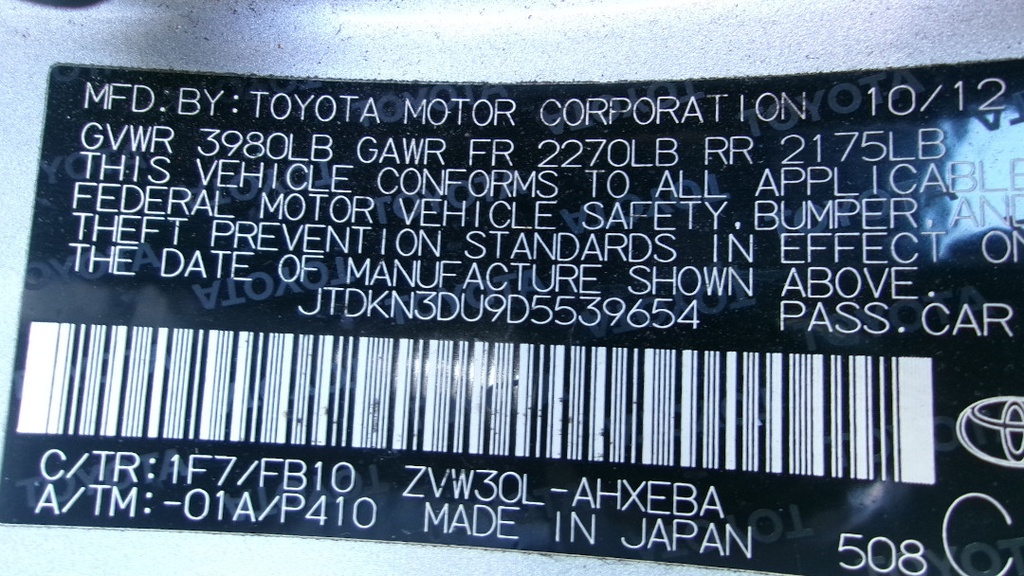 MFD. BY: TOYOTA MOTOR CORPORATION 10/12
GVWR 3980LB GAWR FR 2270LB RR 2175LB
THIS VEHICLE CONFORMS TO ALL APPLICABLE
FEDERAL MOTOR VEHICLE SAFETY, BUMPER, AND
THEFT PREVENTION STANDARDS IN EFFECT ON
THE DATE OF MANUFACTURE SHOWN ABOVE.
JTDKN3DU9D5539654 PASS. CAR
C/TR: 1F7/FB10 ZVW30L-AHXEBA
A/TM: -01A/P410 MADE IN JAPAN
508 C